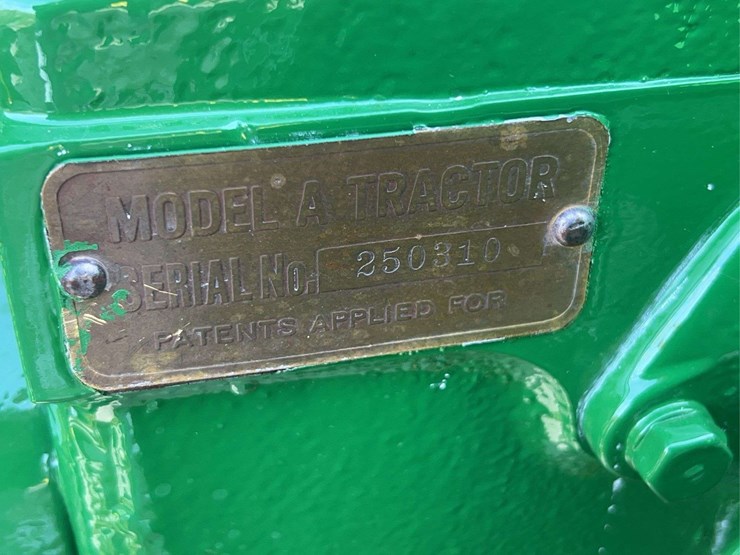 MODEL A TRACTOR
SERIAL No. 250310
PATENTS APPLIED FOR